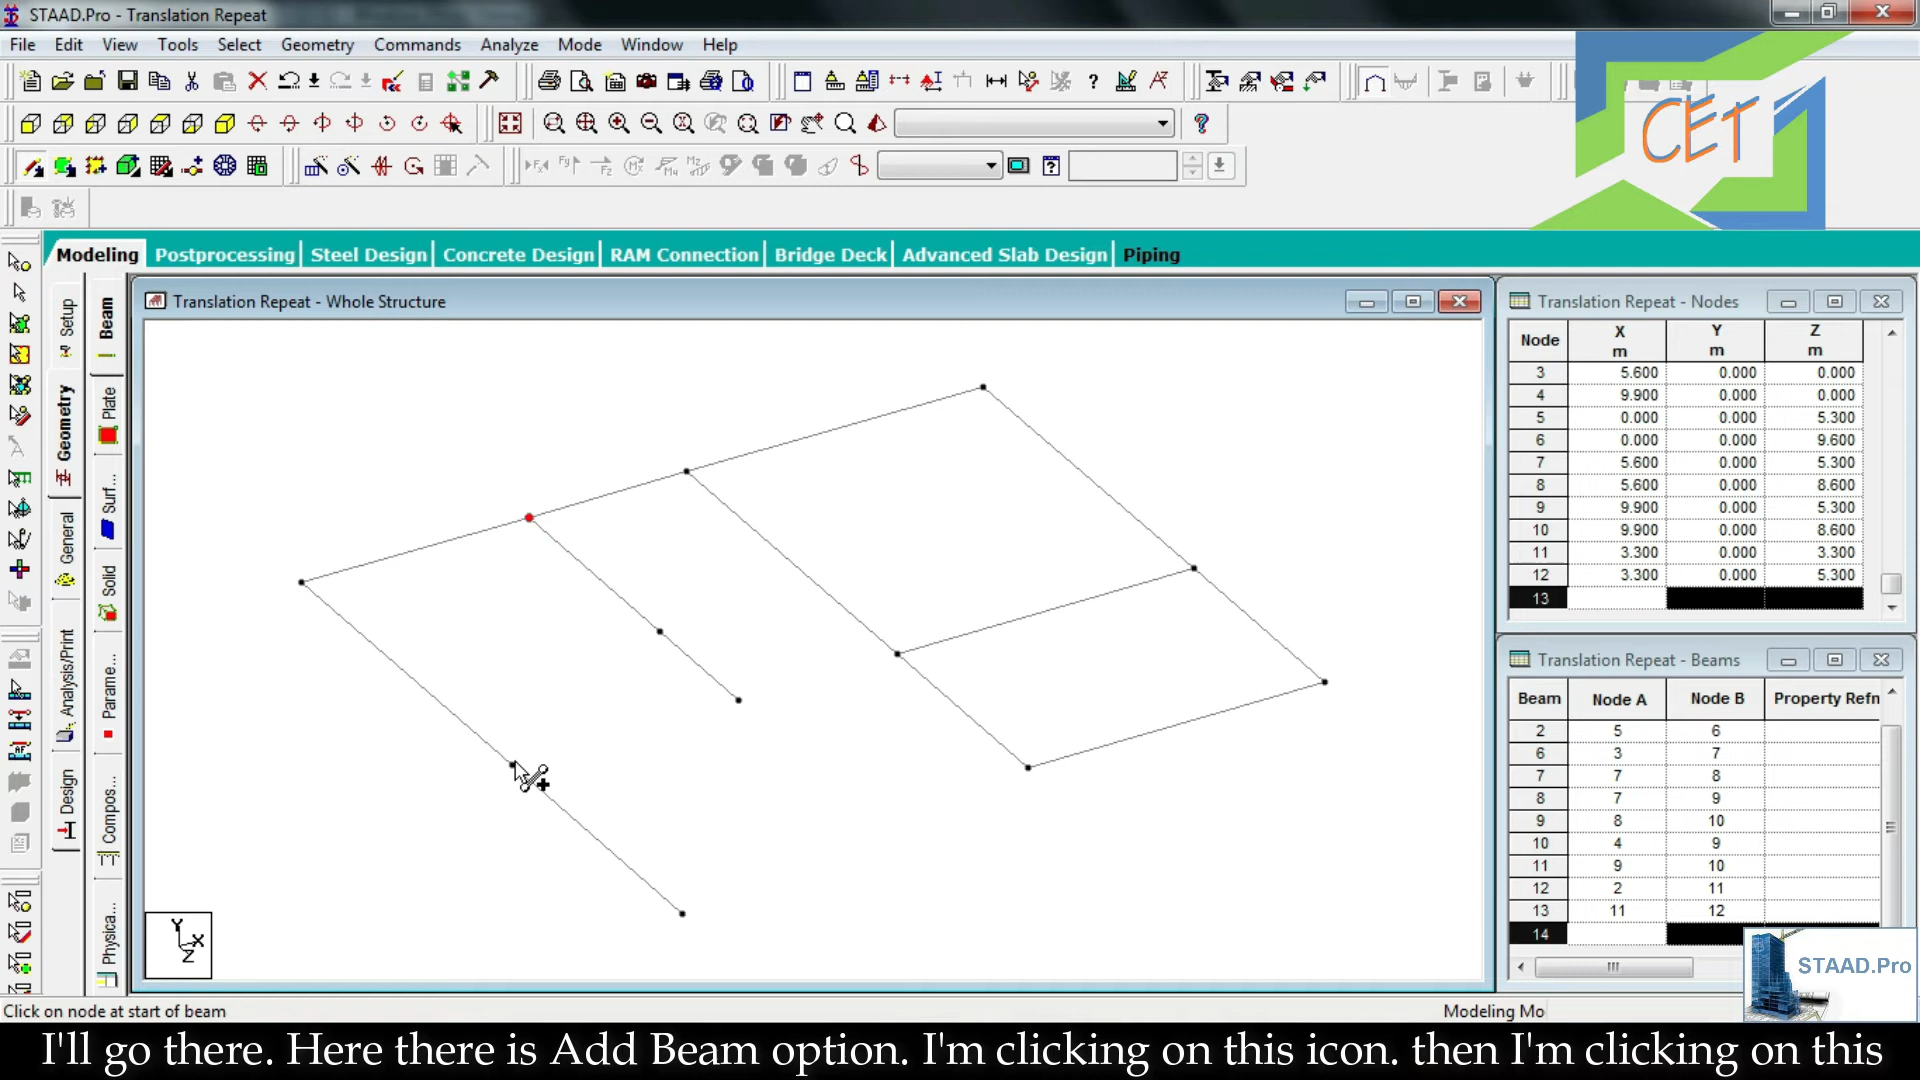 STAAD.Pro - Translation Repeat
File Edit View Tools Select Geometry Commands Analyze Mode Window Help
CET
Modeling Postprocessing Steel Design Concrete Design RAM Connection Bridge Deck Advanced Slab Design Piping
Setup
Geometry
General
Analysis/Print
Design
Beam
Plate
Surf...
Solid
Parame...
Compos...
Physica...
Translation Repeat - Whole Structure
Y
X
Z
Translation Repeat - Nodes
Node X m Y m Z m
3 5.600 0.000 0.000
4 9.900 0.000 0.000
5 0.000 0.000 5.300
6 0.000 0.000 9.600
7 5.600 0.000 5.300
8 5.600 0.000 8.600
9 9.900 0.000 5.300
10 9.900 0.000 8.600
11 3.300 0.000 3.300
12 3.300 0.000 5.300
13
Translation Repeat - Beams
Beam Node A Node B Property Refn
2 5 6
6 3 7
7 7 8
8 7 9
9 8 10
10 4 9
11 9 10
12 2 11
13 11 12
14
STAAD.Pro
Click on node at start of beam
Modeling Mo
I'll go there. Here there is Add Beam option. I'm clicking on this icon. then I'm clicking on this